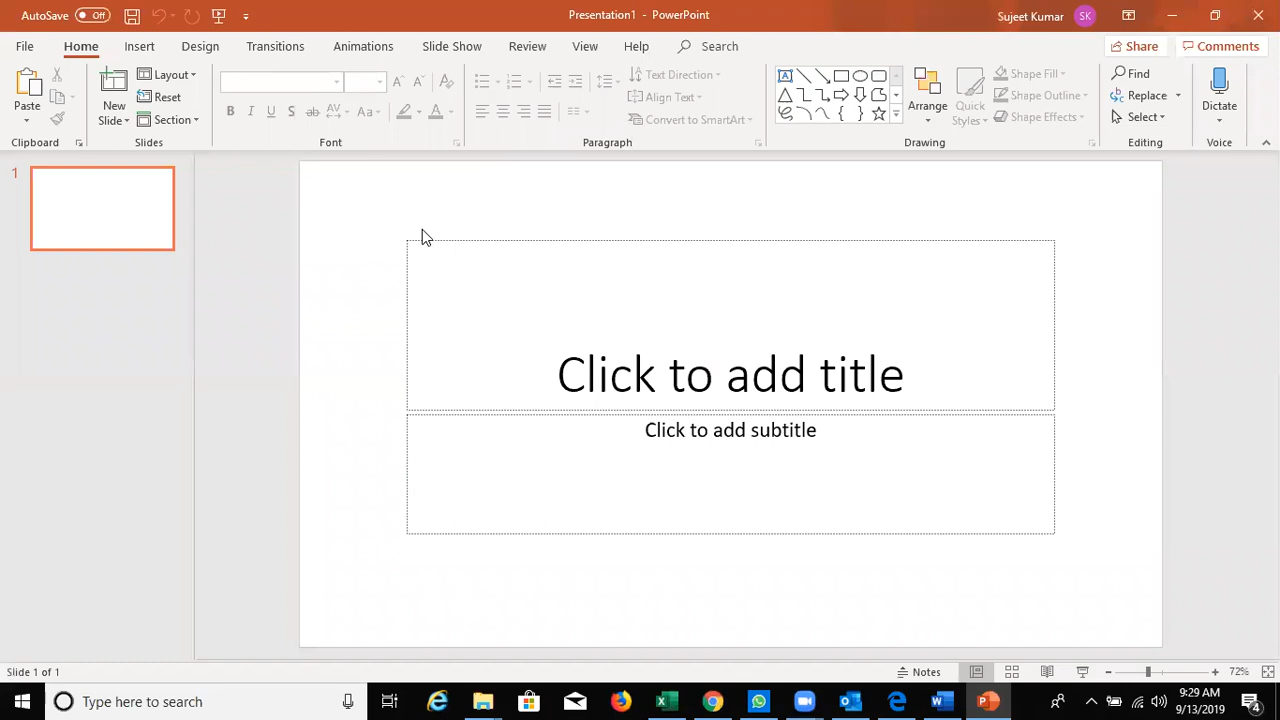 AutoSave Off Presentation1 - PowerPoint Sujeet Kumar SK
File Home Insert Design Transitions Animations Slide Show Review View Help Search Share Comments
Paste
New
Slide
Layout
Reset
Section
B I U S ab AV Aa A
Text Direction
Align Text
Convert to SmartArt
Arrange
Quick
Styles
Shape Fill
Shape Outline
Shape Effects
Find
Replace
Select
Dictate
Clipboard Slides Font Paragraph Drawing Editing Voice
1
Click to add title
Click to add subtitle
Slide 1 of 1 Notes 72%
Type here to search
9:29 AM
9/13/2019
4